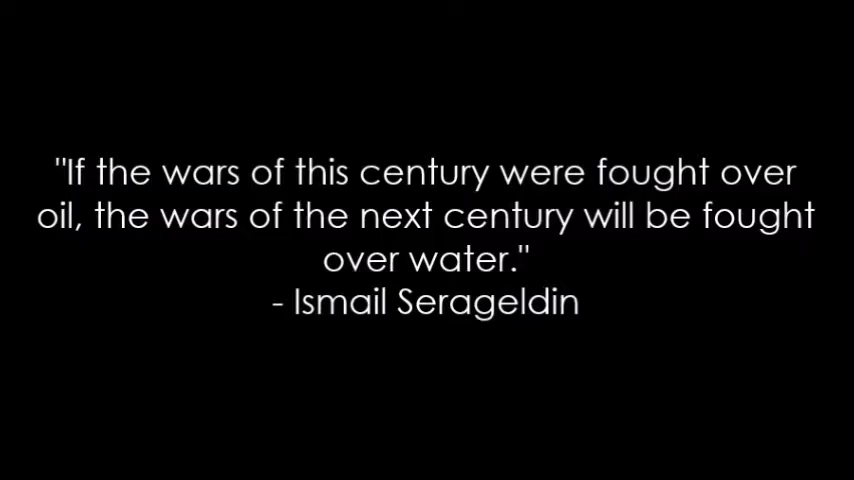 "If the wars of this century were fought over
oil, the wars of the next century will be fought
over water."
- Ismail Serageldin